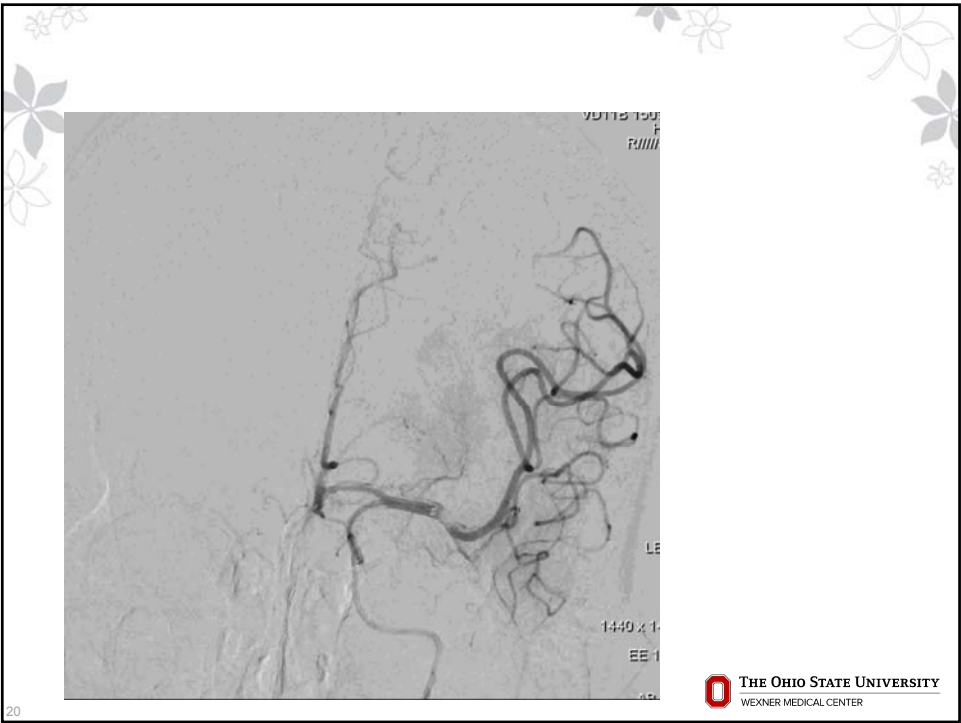 VD11B 150
H
R/////
LE
1440 x 14
EE 1
20
THE OHIO STATE UNIVERSITY
WEXNER MEDICAL CENTER